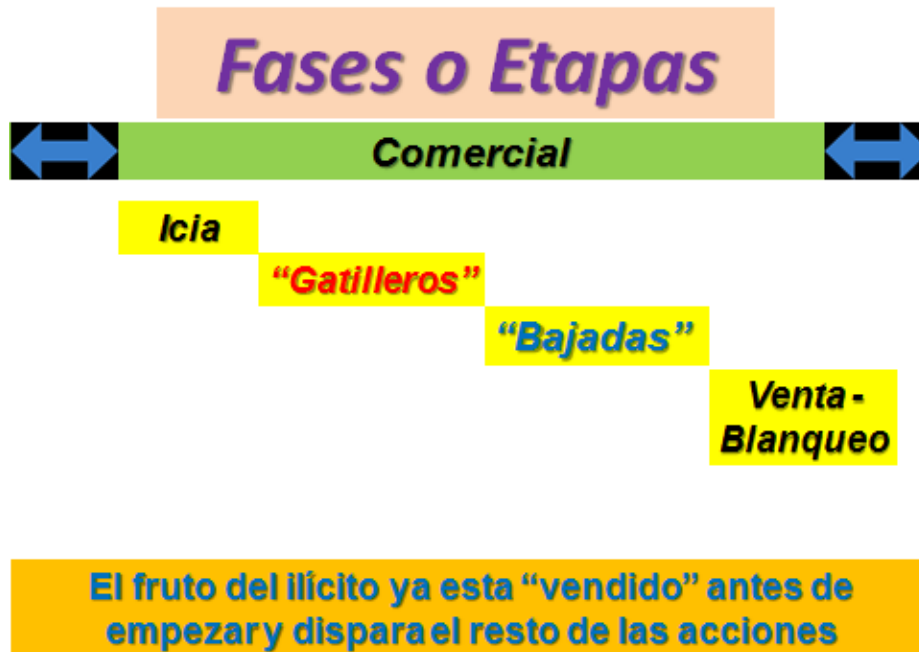 Fases o Etapas
Comercial
Icia
“Gatilleros”
“Bajadas”
Venta -
Blanqueo
El fruto del ilícito ya esta “vendido” antes de
empezar y dispara el resto de las acciones